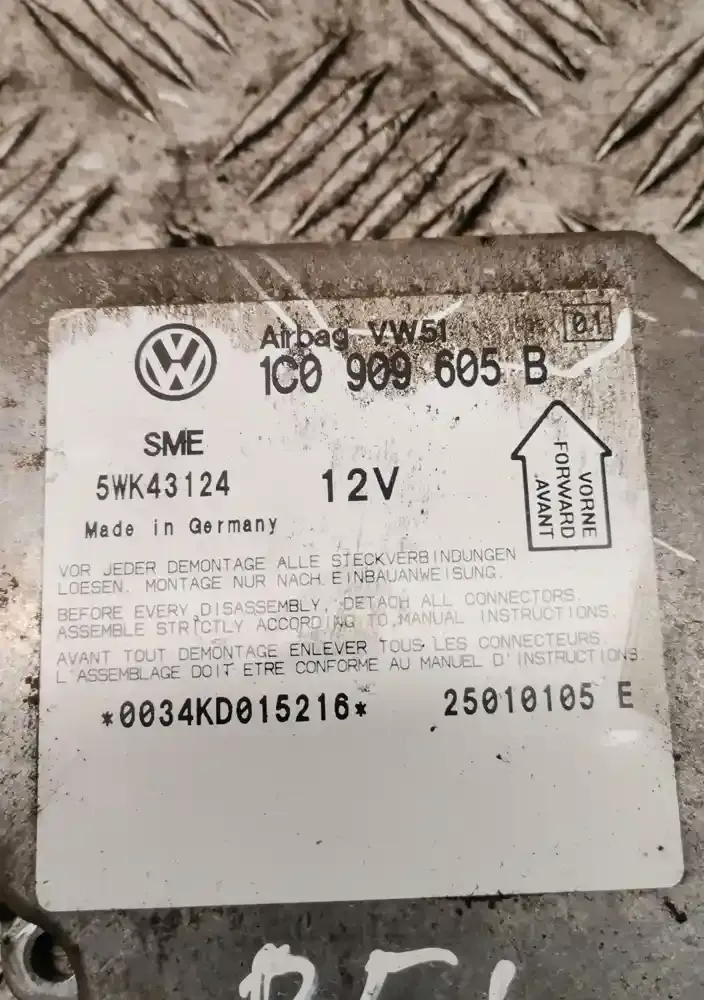 Airbag VW51
01
1C0 909 605 B
SME
5WK43124
12V
Made in Germany
VORNE
FORWARD
AVANT
VOR JEDER DEMONTAGE ALLE STECKVERBINDUNGEN
LOESEN. MONTAGE NUR NACH EINBAUANWEISUNG.
BEFORE EVERY DISASSEMBLY, DETACH ALL CONNECTORS.
ASSEMBLE STRICTLY ACCORDING TO MANUAL INSTRUCTIONS.
AVANT TOUT DEMONTAGE ENLEVER TOUS LES CONNECTEURS.
L'ASSEMBLAGE DOIT ETRE CONFORME AU MANUEL D'INSTRUCTIONS
*0034KD015216*
25010105 E